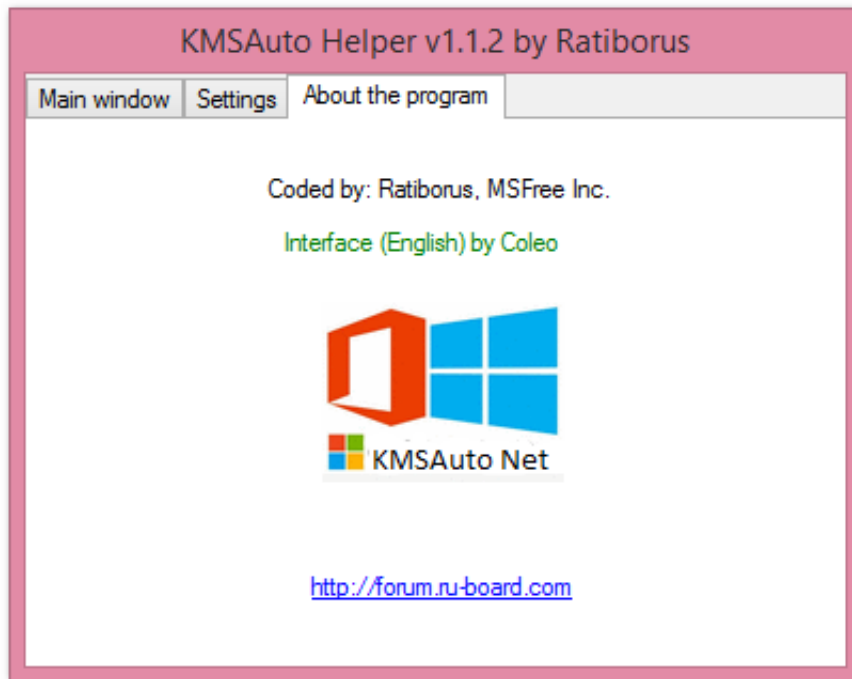 KMSAuto Helper v1.1.2 by Ratiborus
Main window Settings About the program
Coded by: Ratiborus, MSFree Inc.
Interface (English) by Coleo
KMSAuto Net
http://forum.ru-board.com